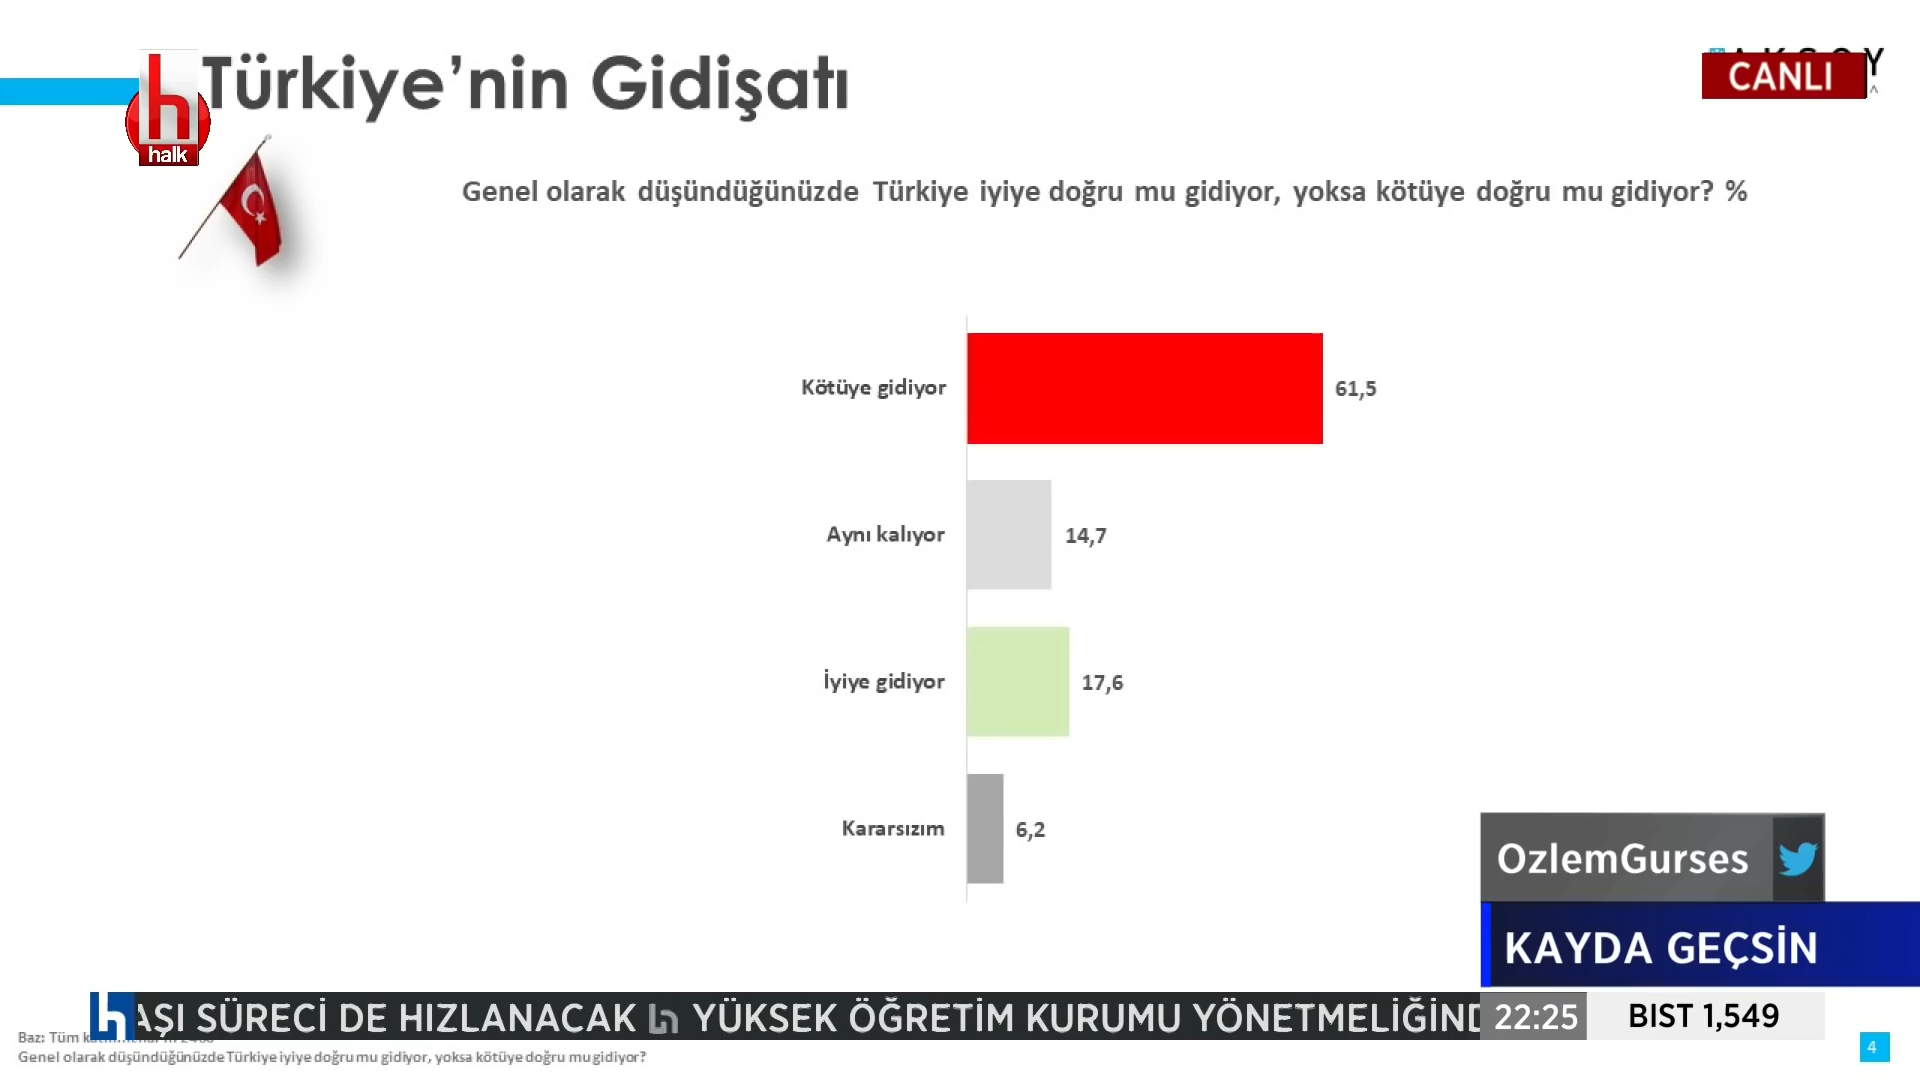 Türkiye’nin Gidişatı
CANLI
h
halk
Genel olarak düşündüğünüzde Türkiye iyiye doğru mu gidiyor, yoksa kötüye doğru mu gidiyor? %
Kötüye gidiyor 61,5
Aynı kalıyor 14,7
İyiye gidiyor 17,6
Kararsızım 6,2
OzlemGurses
KAYDA GEÇSİN
AŞI SÜRECİ DE HIZLANACAK YÜKSEK ÖĞRETİM KURUMU YÖNETMELİĞİND 22:25 BIST 1,549
Baz: Tüm
Genel olarak düşündüğünüzde Türkiye iyiye doğru mu gidiyor, yoksa kötüye doğru mu gidiyor?
4